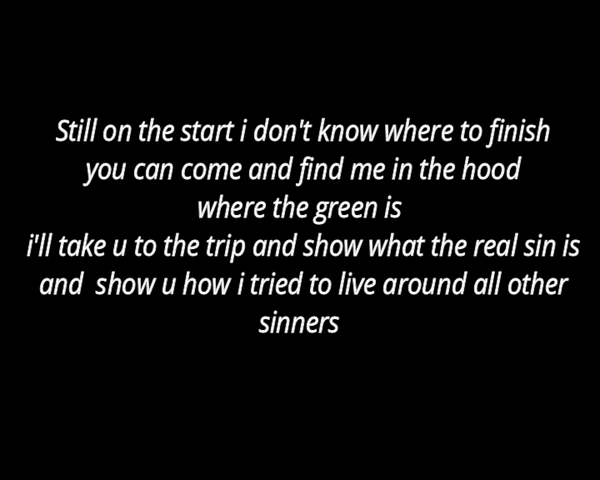 Still on the start i don't know where to finish
you can come and find me in the hood
where the green is
i'll take u to the trip and show what the real sin is
and  show u how i tried to live around all other
sinners